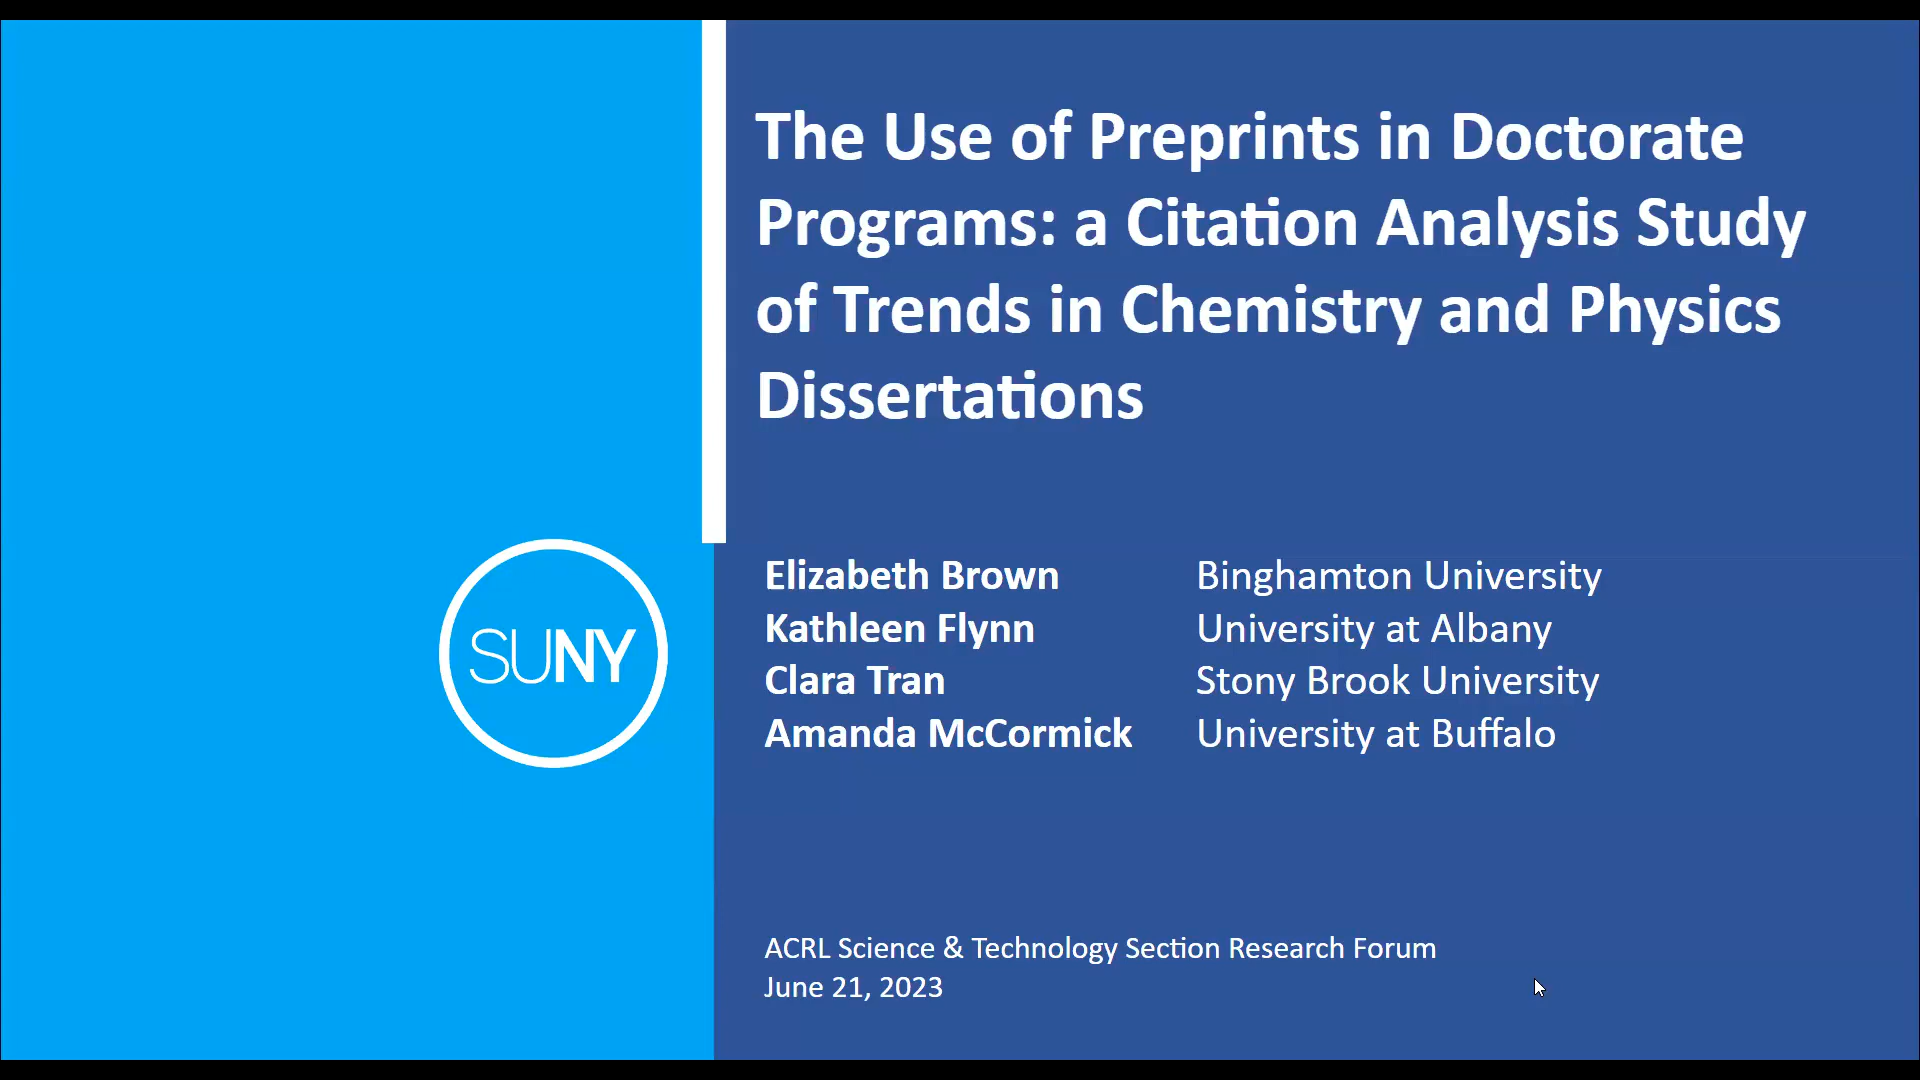 The Use of Preprints in Doctorate
Programs: a Citation Analysis Study
of Trends in Chemistry and Physics
Dissertations
SUNY
Elizabeth Brown Binghamton University
Kathleen Flynn University at Albany
Clara Tran Stony Brook University
Amanda McCormick University at Buffalo
ACRL Science & Technology Section Research Forum
June 21, 2023